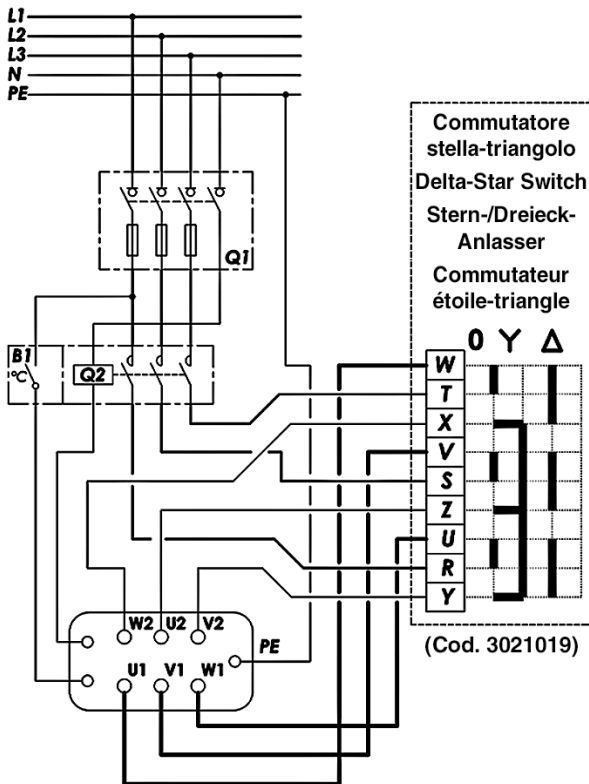 L1
L2
L3
N
PE
Commutatore
stella-triangolo
Delta-Star Switch
Stern-/Dreieck-
Anlasser
Commutateur
étoile-triangle
Q1
0 Y Δ
B1
°C
Q2
W
T
X
V
S
Z
U
R
Y
W2 U2 V2
PE
U1 V1 W1
(Cod. 3021019)